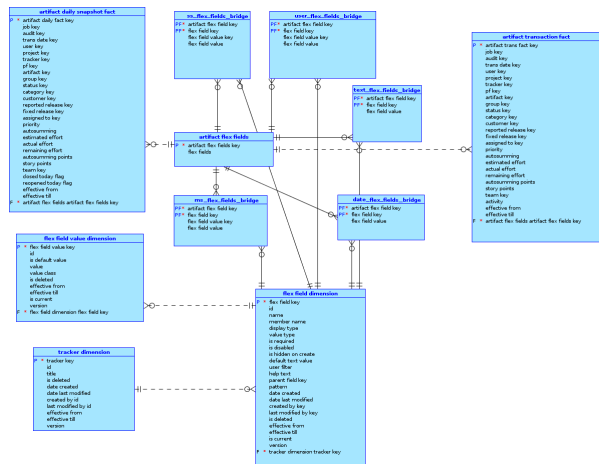 artifact daily snapshot fact
P * artifact daily fact key
job key
audit key
trans date key
user key
project key
tracker key
pf key
artifact key
group key
status key
category key
customer key
reported release key
fixed release key
assigned to key
priority
autosumming
estimated effort
actual effort
remaining effort
autosumming points
story points
team key
closed today flag
reopened today flag
effective from
effective till
F * artifact flex fields artifact flex fields key
ss_flex_fields_bridge
PF* artifact flex field key
PF* flex field key
flex field value key
flex field value
user_flex_fields_bridge
PF* artifact flex field key
PF* flex field key
flex field value key
flex field value
text_flex_fields_bridge
PF* artifact flex field key
PF* flex field key
flex field value
artifact transaction fact
P * artifact trans fact key
job key
audit key
trans date key
user key
project key
tracker key
pf key
artifact key
group key
status key
category key
customer key
reported release key
fixed release key
assigned to key
priority
autosumming
estimated effort
actual effort
remaining effort
autosumming points
story points
team key
activity
effective from
effective till
F * artifact flex fields artifact flex fields key
artifact flex fields
P * artifact flex fields key
flex fields
ms_flex_fields_bridge
PF* artifact flex field key
PF* flex field key
flex field value key
flex field value
date_flex_fields_bridge
PF* artifact flex field key
PF* flex field key
flex field value
flex field value dimension
P * flex field value key
id
is default value
value
value class
is deleted
effective from
effective till
is current
version
F * flex field dimension flex field key
tracker dimension
P * tracker key
id
title
is deleted
date created
date last modified
created by id
last modified by id
effective from
effective till
version
flex field dimension
P * flex field key
id
name
member name
display type
value type
is required
is disabled
is hidden on create
default text value
user filter
help text
parent field key
pattern
date created
date last modified
created by key
last modified by key
is deleted
effective from
effective till
is current
version
F * tracker dimension tracker key